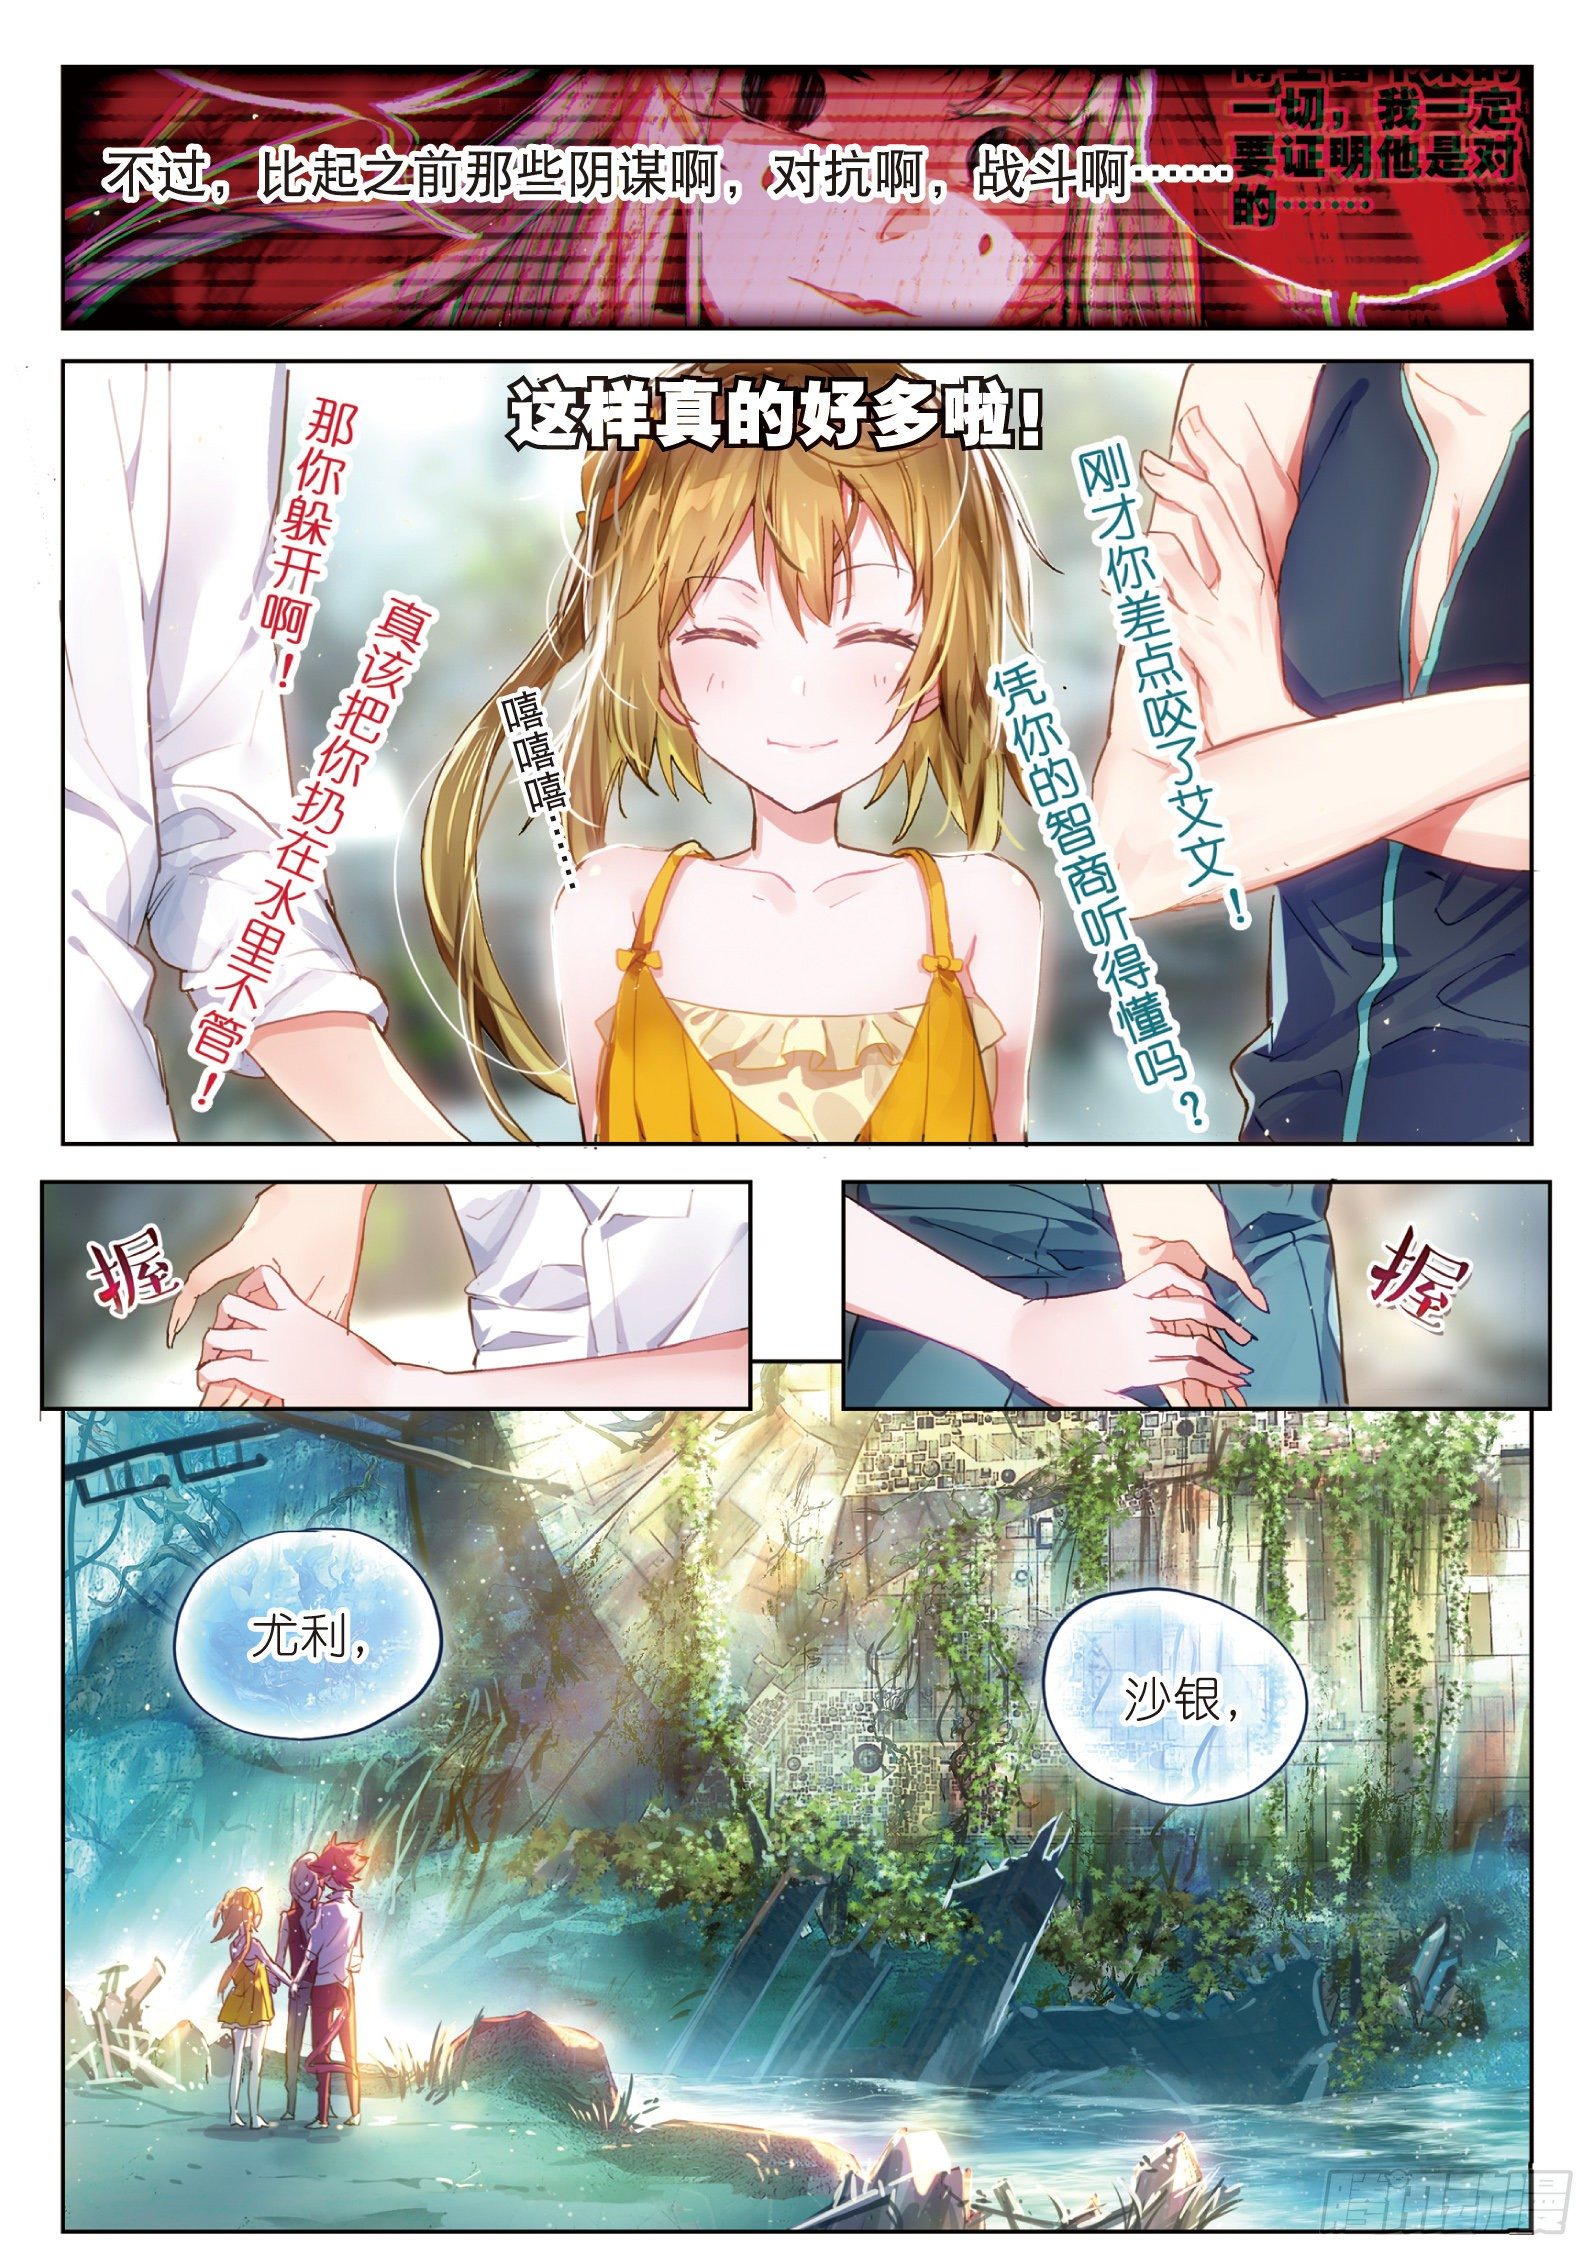 一切，我一定
要证明他是对
的……
不过，比起之前那些阴谋啊，对抗啊，战斗啊……
这样真的好多啦！
那你躲开啊！
真该把你扔在水里不管！
嘻嘻嘻……
刚才你差点咬了艾文！
凭你的智商听得懂吗？
握
握
尤利，
沙银，
腾讯动漫